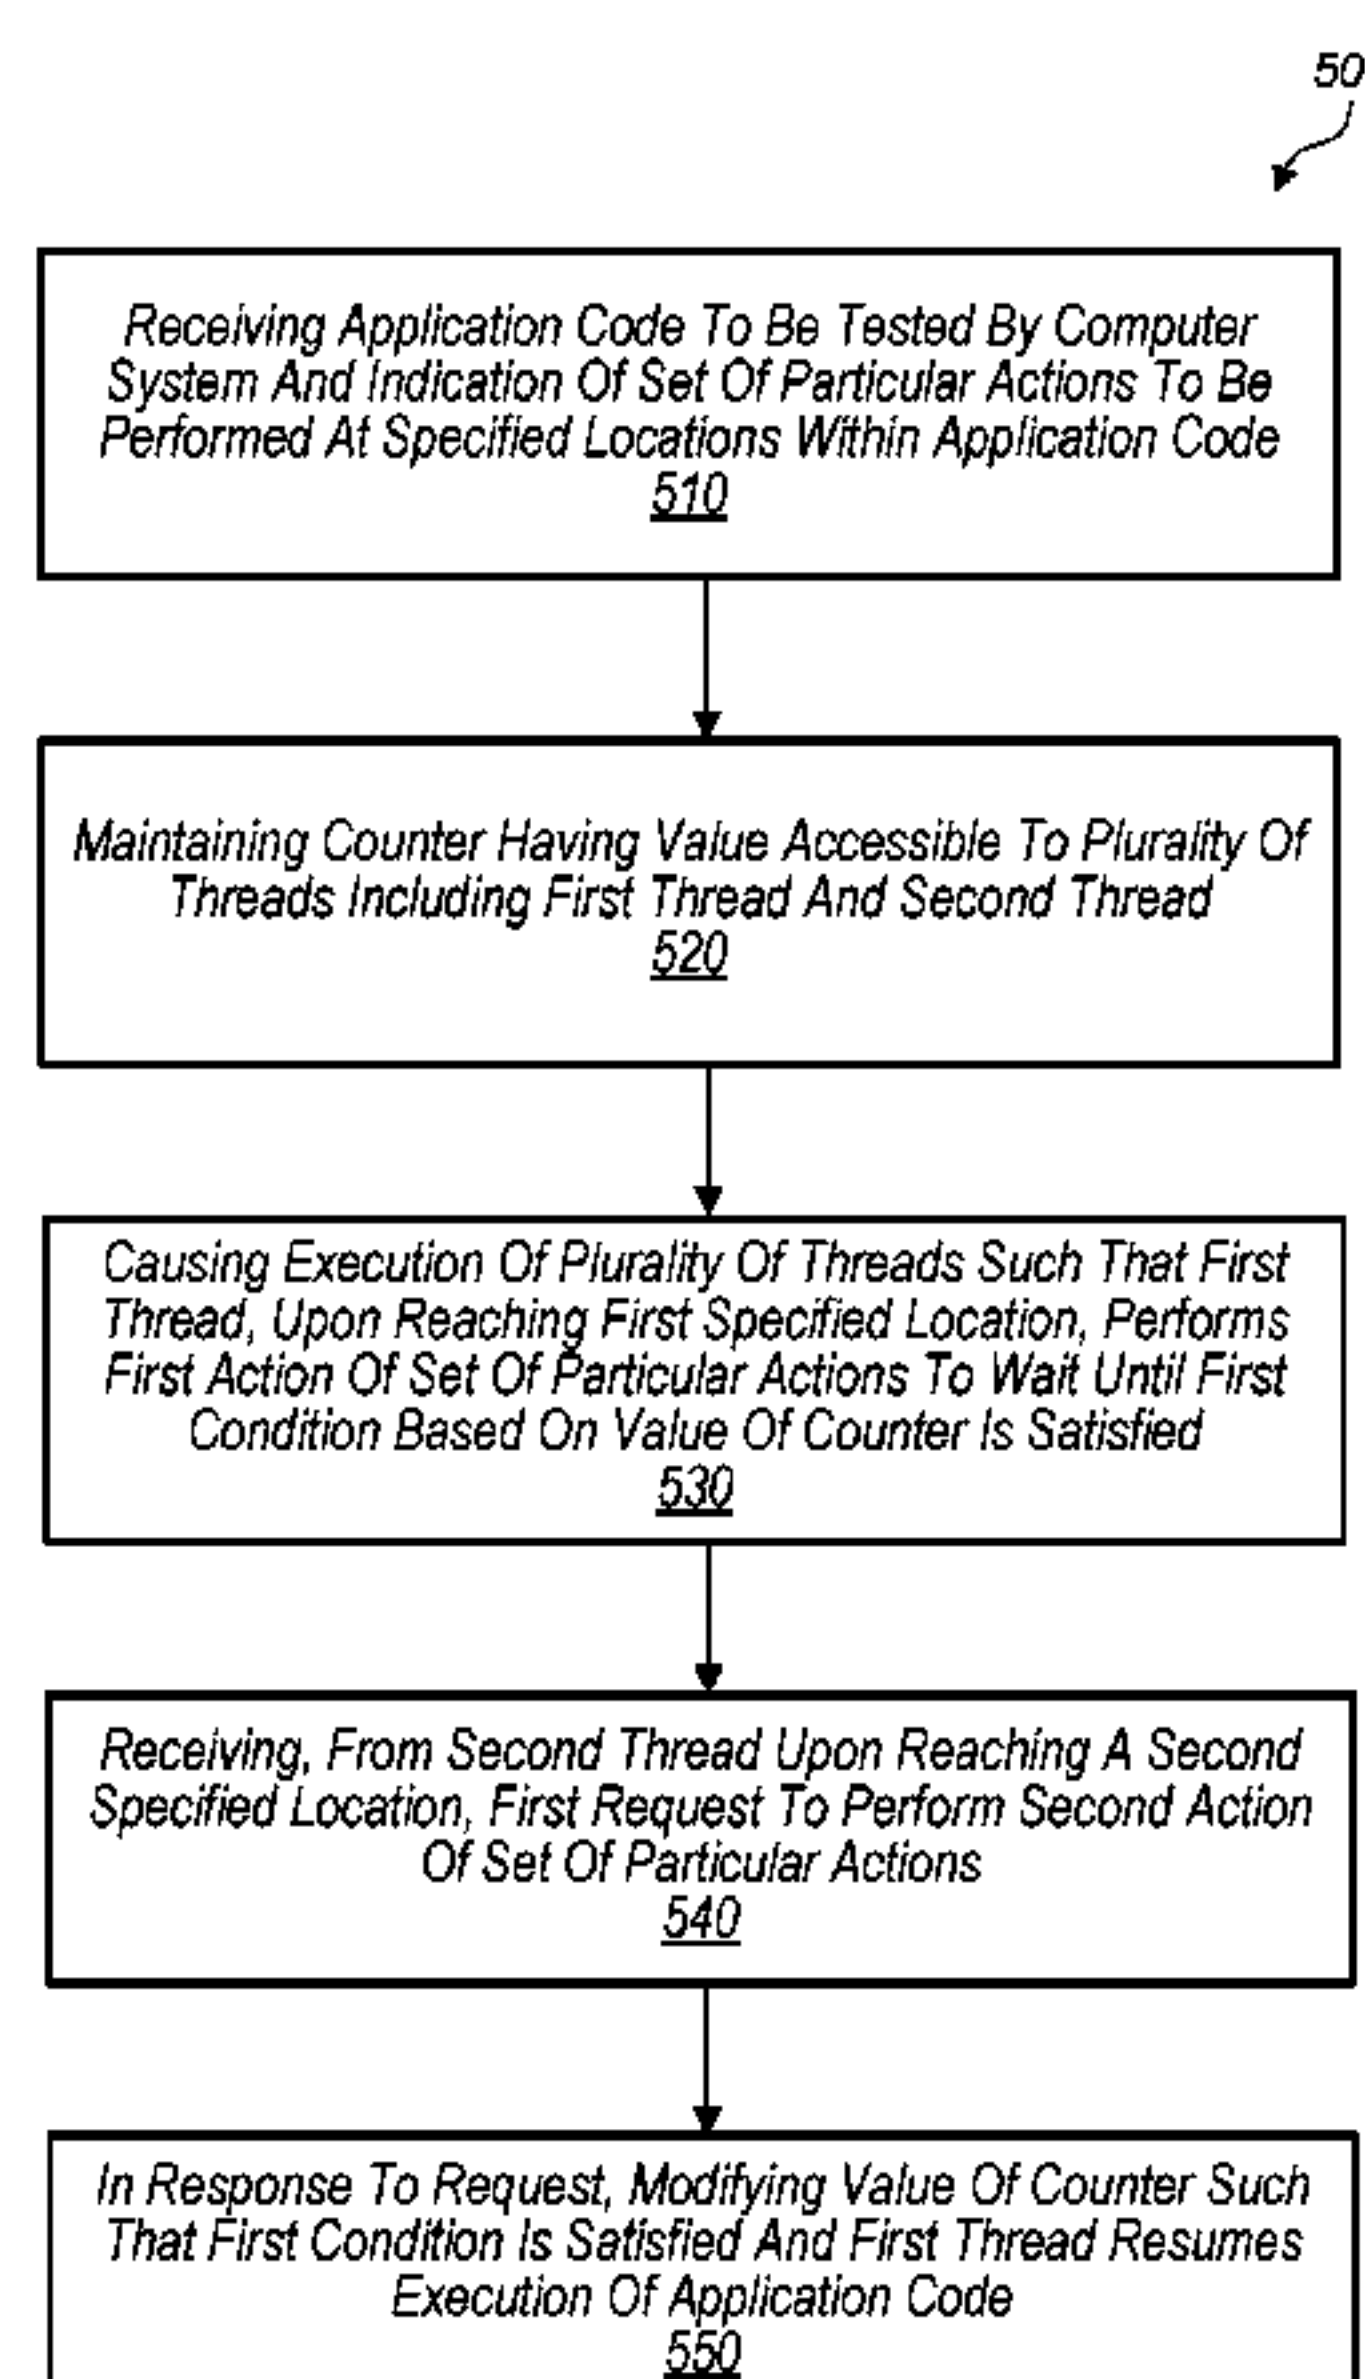 50
Receiving Application Code To Be Tested By Computer
System And Indication Of Set Of Particular Actions To Be
Performed At Specified Locations Within Application Code
510
Maintaining Counter Having Value Accessible To Plurality Of
Threads Including First Thread And Second Thread
520
Causing Execution Of Plurality Of Threads Such That First
Thread, Upon Reaching First Specified Location, Performs
First Action Of Set Of Particular Actions To Wait Until First
Condition Based On Value Of Counter Is Satisfied
530
Receiving, From Second Thread Upon Reaching A Second
Specified Location, First Request To Perform Second Action
Of Set Of Particular Actions
540
In Response To Request, Modifying Value Of Counter Such
That First Condition Is Satisfied And First Thread Resumes
Execution Of Application Code
550